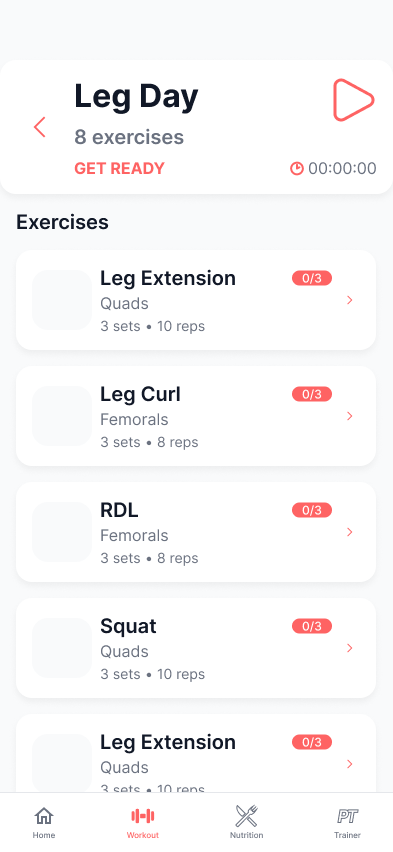 Leg Day
8 exercises
GET READY
00:00:00
Exercises
Leg Extension
0/3
Quads
3 sets • 10 reps
Leg Curl
0/3
Femorals
3 sets • 8 reps
RDL
0/3
Femorals
3 sets • 8 reps
Squat
0/3
Quads
3 sets • 10 reps
Leg Extension
0/3
Quads
3 sets • 10 reps
PT
Home
Workout
Nutrition
Trainer